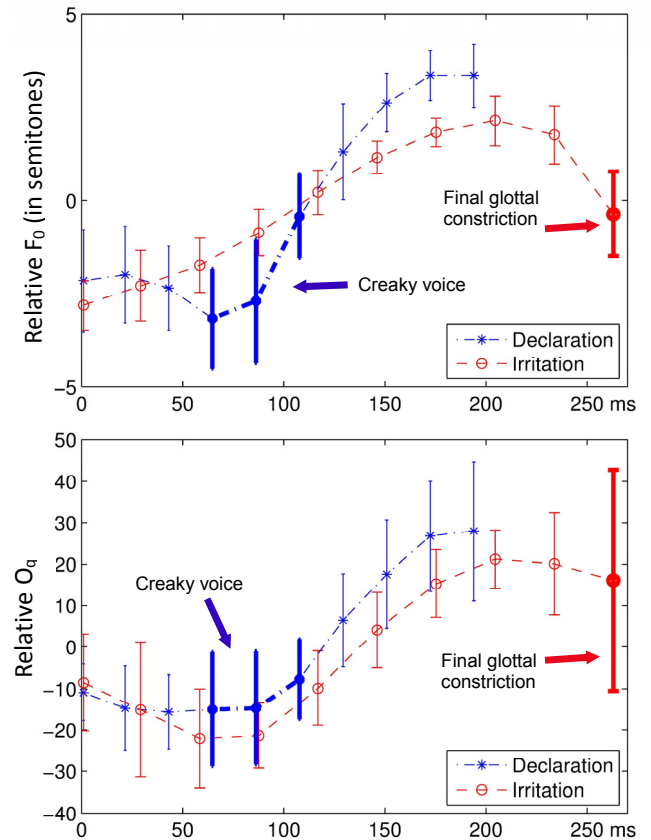 5
0
-5
Relative F₀ (in semitones)
Final glottal
constriction
Creaky voice
Declaration
Irritation
0 50 100 150 200 250 ms
50
40
30
20
10
0
-10
-20
-30
-40
Relative Oq
Creaky voice
Final glottal
constriction
Declaration
Irritation
0 50 100 150 200 250 ms